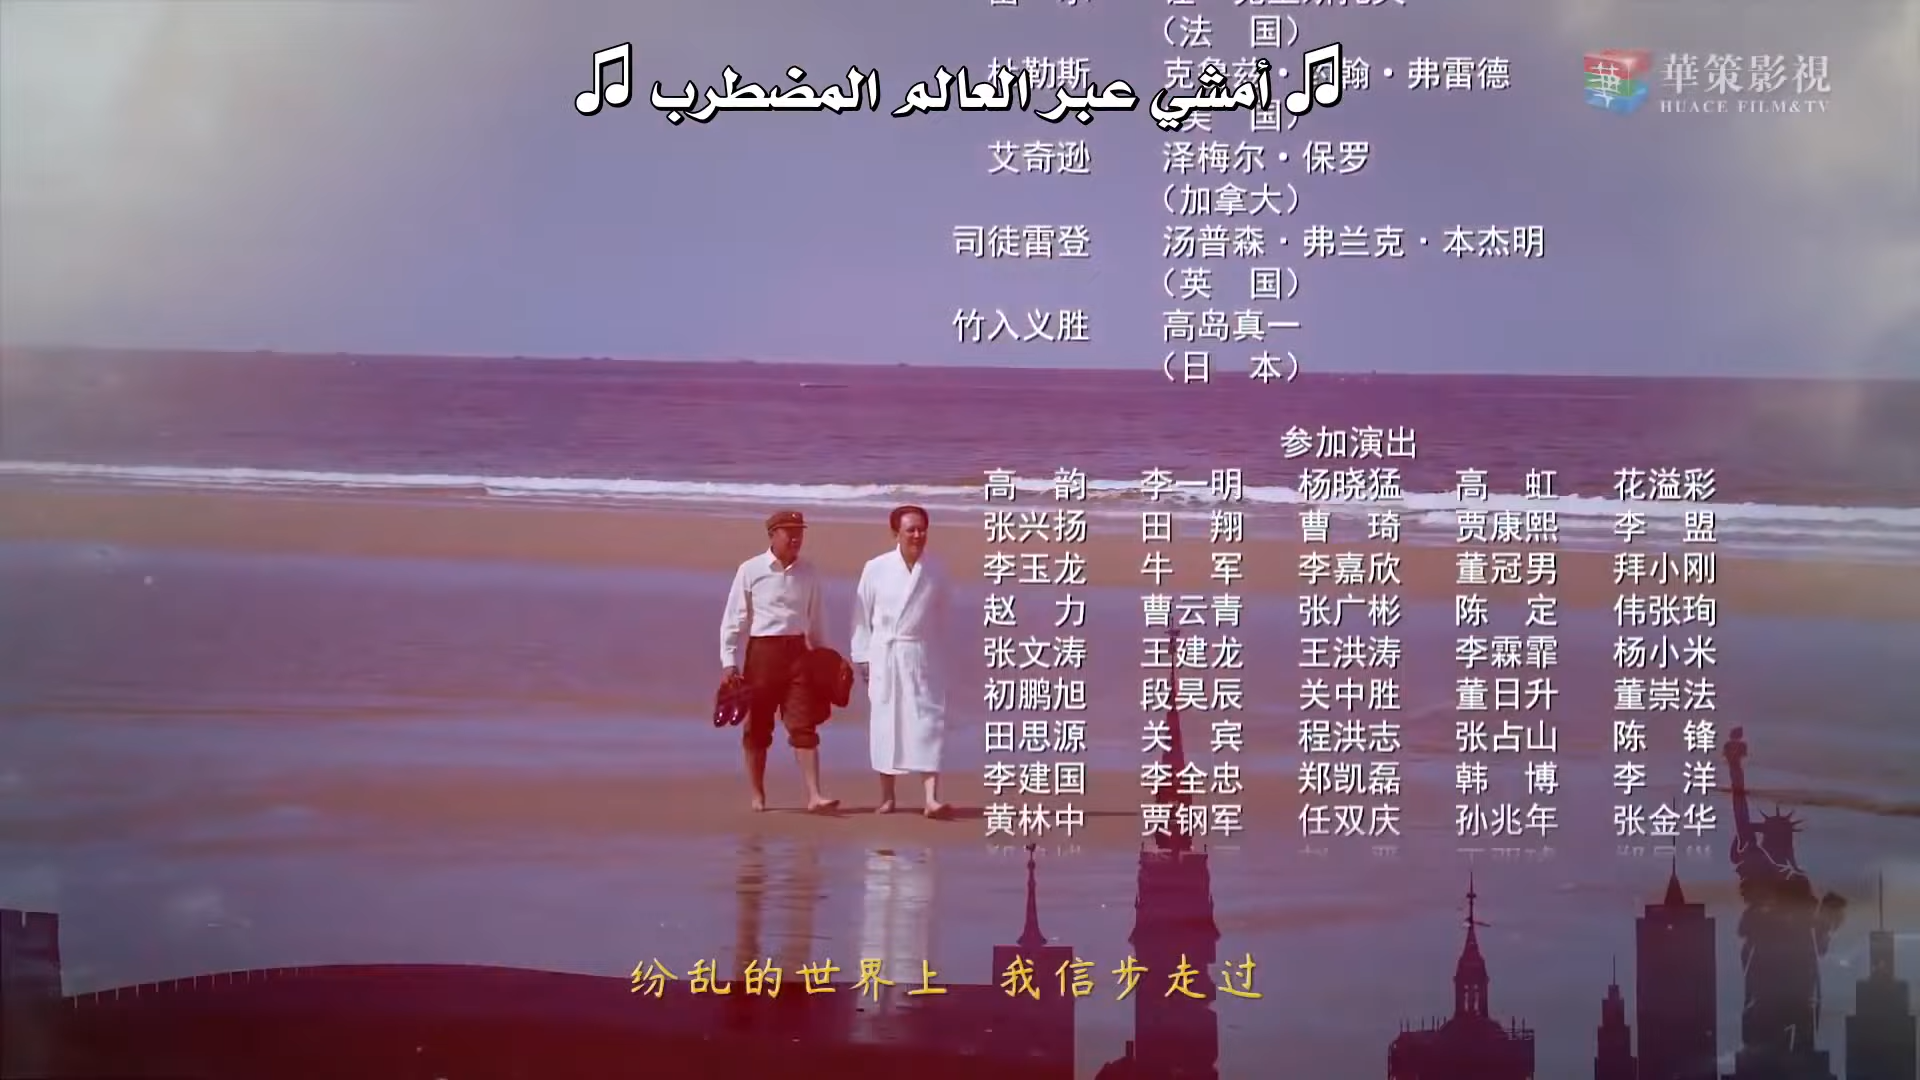 （法　国）
杜勒斯　克鲁兹·约翰·弗雷德
♫ أمشي عبر العالم المضطرب ♫
華策影視
HUACE FILM&TV
国）
艾奇逊　泽梅尔·保罗
（加拿大）
司徒雷登　汤普森·弗兰克·本杰明
（英　国）
竹入义胜　高岛真一
（日　本）
参加演出
高　韵　李一明　杨晓猛　高　虹　花溢彩
张兴扬　田　翔　曹　琦　贾康熙　李　盟
李玉龙　牛　军　李嘉欣　董冠男　拜小刚
赵　力　曹云青　张广彬　陈　定　伟张珣
张文涛　王建龙　王洪涛　李霖霏　杨小米
初鹏旭　段昊辰　关中胜　董日升　董崇法
田思源　关　宾　程洪志　张占山　陈　锋
李建国　李全忠　郑凯磊　韩　博　李　洋
黄林中　贾钢军　任双庆　孙兆年　张金华
纷乱的世界上　我信步走过